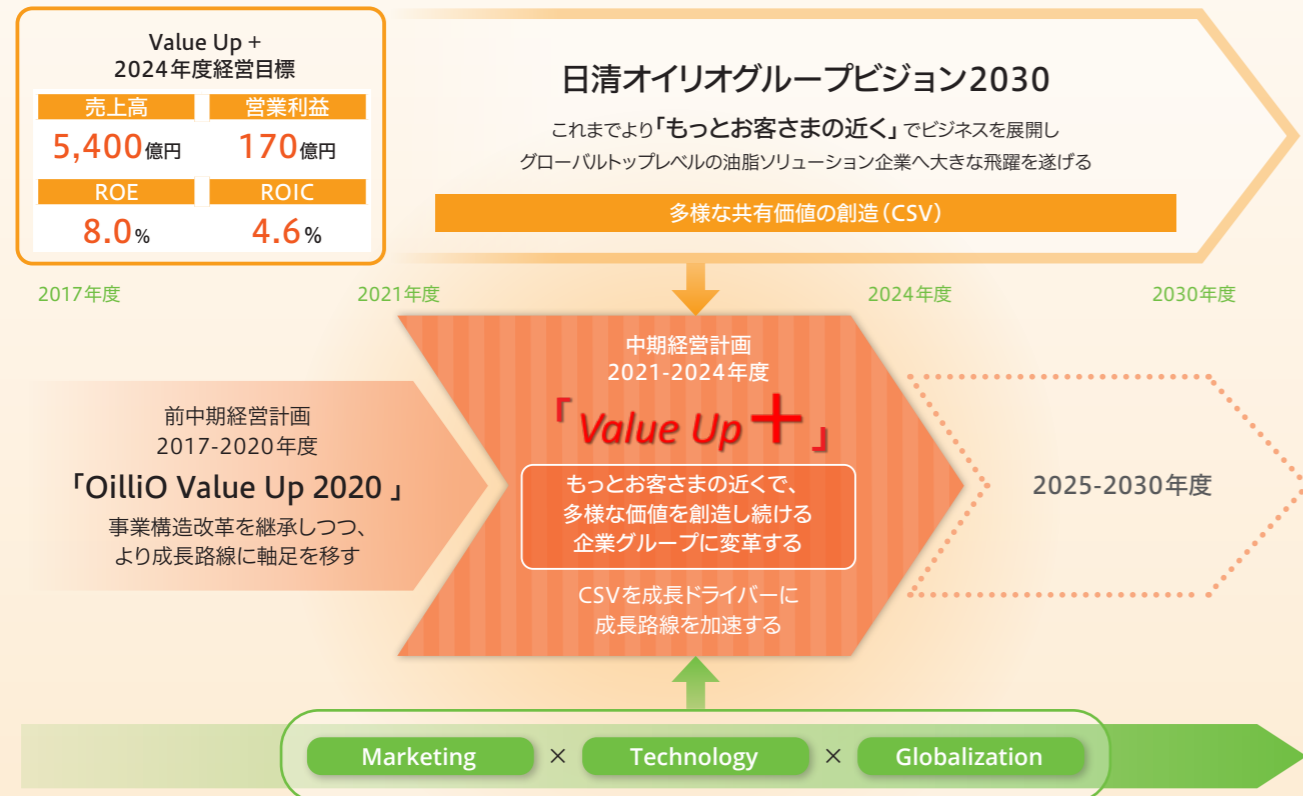 Value Up +
2024年度経営目標
売上高
営業利益
5,400億円
170億円
ROE
ROIC
8.0%
4.6%
日清オイリオグループビジョン2030
これまでより「もっとお客さまの近く」でビジネスを展開し
グローバルトップレベルの油脂ソリューション企業へ大きな飛躍を遂げる
多様な共有価値の創造(CSV)
2017年度
2021年度
2024年度
2030年度
前中期経営計画
2017-2020年度
「OilliO Value Up 2020 」
事業構造改革を継承しつつ、
より成長路線に軸足を移す
中期経営計画
2021-2024年度
「Value Up+」
もっとお客さまの近くで、
多様な価値を創造し続ける
企業グループに変革する
CSVを成長ドライバーに
成長路線を加速する
2025-2030年度
Marketing × Technology × Globalization